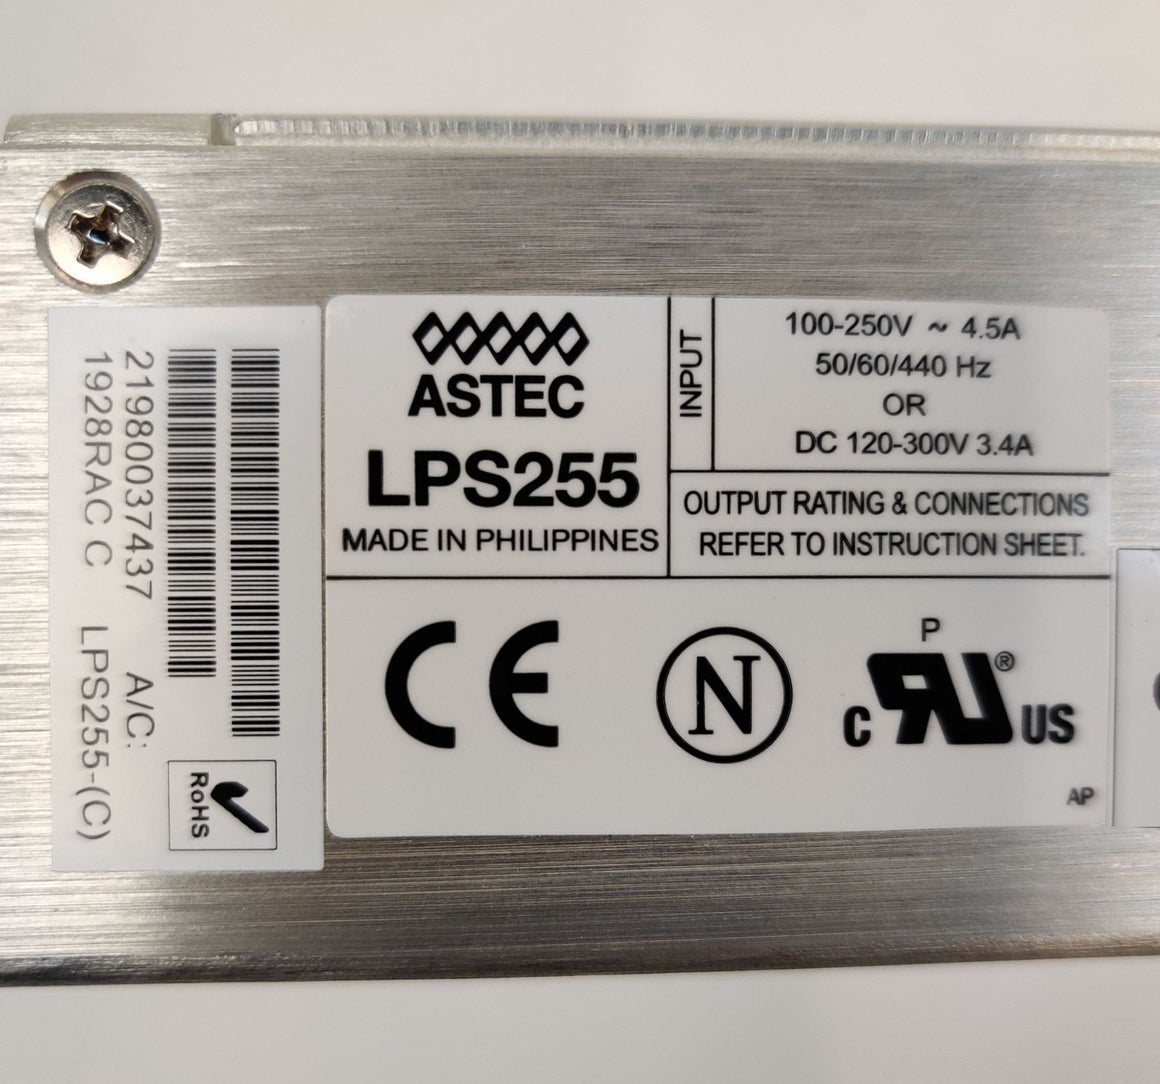 21980037437 A/C:
1928RAC C LPS255-(C)
RoHS
ASTEC
LPS255
MADE IN PHILIPPINES
INPUT
100-250V ~ 4.5A
50/60/440 Hz
OR
DC 120-300V 3.4A
OUTPUT RATING & CONNECTIONS
REFER TO INSTRUCTION SHEET.
CE
N
P
c RU® US
AP